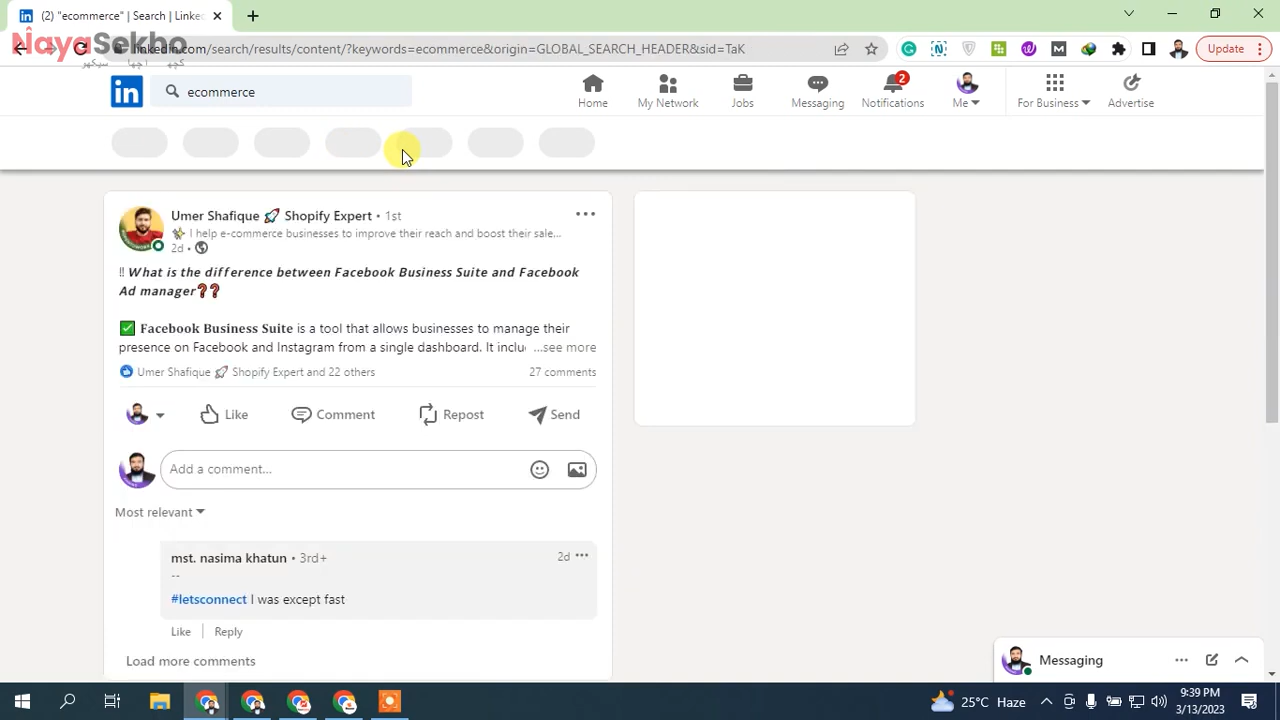 (2) "ecommerce" | Search | Linke
NayaSekho
کچھ اچھا سیکھو
linkedin.com/search/results/content/?keywords=ecommerce&origin=GLOBAL_SEARCH_HEADER&sid=TaK
Update
in
ecommerce
Home
My Network
Jobs
Messaging
2
Notifications
Me
For Business
Advertise
Umer Shafique 🚀 Shopify Expert • 1st
✨ I help e-commerce businesses to improve their reach and boost their sale...
2d •
‼ What is the difference between Facebook Business Suite and Facebook
Ad manager❓❓
✅ Facebook Business Suite is a tool that allows businesses to manage their
presence on Facebook and Instagram from a single dashboard. It inclu ...see more
Umer Shafique 🚀 Shopify Expert and 22 others
27 comments
Like
Comment
Repost
Send
Add a comment...
Most relevant
mst. nasima khatun • 3rd+
2d
--
#letsconnect I was except fast
Like
Reply
Load more comments
Messaging
25°C Haze
9:39 PM
3/13/2023